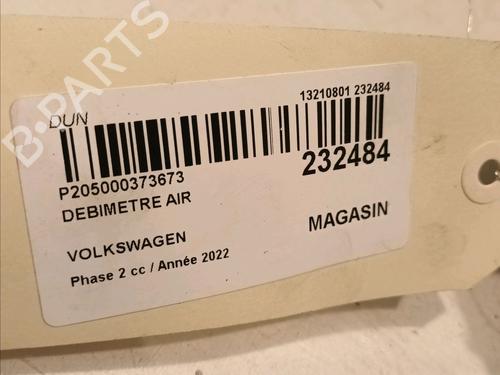 B-PARTS
DUN
13210801 232484
P205000373673
232484
DEBIMETRE AIR
VOLKSWAGEN
MAGASIN
Phase 2 cc / Année 2022